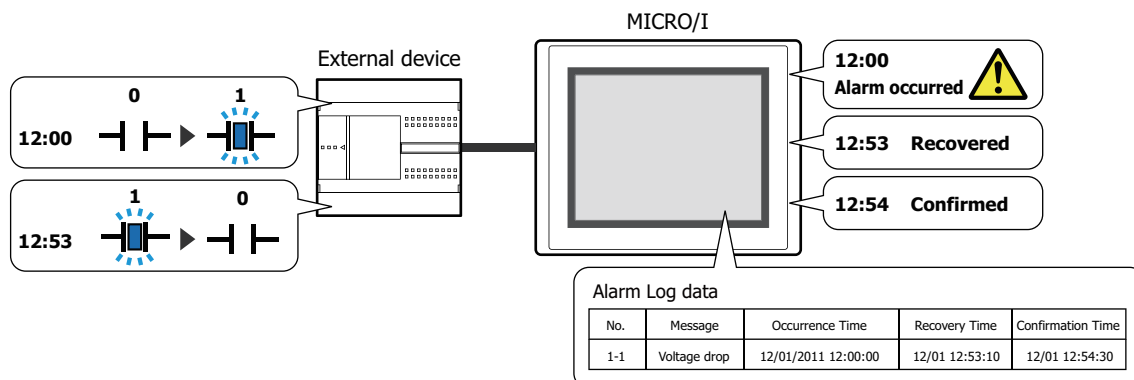 MICRO/I
External device
0 1
12:00
1 0
12:53
12:00
Alarm occurred
12:53 Recovered
12:54 Confirmed
Alarm Log data
No. Message Occurrence Time Recovery Time Confirmation Time
1-1 Voltage drop 12/01/2011 12:00:00 12/01 12:53:10 12/01 12:54:30